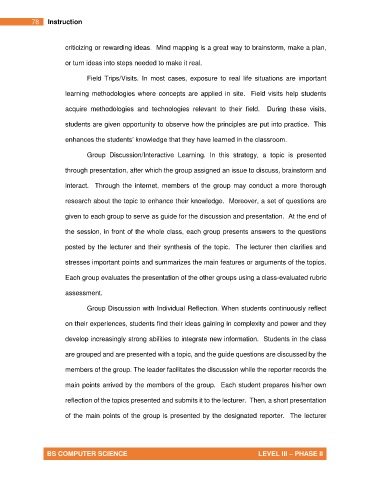 78 Instruction
criticizing or rewarding ideas. Mind mapping is a great way to brainstorm, make a plan,
or turn ideas into steps needed to make it real.
Field Trips/Visits. In most cases, exposure to real life situations are important
learning methodologies where concepts are applied in site. Field visits help students
acquire methodologies and technologies relevant to their field. During these visits,
students are given opportunity to observe how the principles are put into practice. This
enhances the students' knowledge that they have learned in the classroom.
Group Discussion/Interactive Learning. In this strategy, a topic is presented
through presentation, after which the group assigned an issue to discuss, brainstorm and
interact. Through the Internet, members of the group may conduct a more thorough
research about the topic to enhance their knowledge. Moreover, a set of questions are
given to each group to serve as guide for the discussion and presentation. At the end of
the session, in front of the whole class, each group presents answers to the questions
posted by the lecturer and their synthesis of the topic. The lecturer then clarifies and
stresses important points and summarizes the main features or arguments of the topics.
Each group evaluates the presentation of the other groups using a class-evaluated rubric
assessment.
Group Discussion with Individual Reflection. When students continuously reflect
on their experiences, students find their ideas gaining in complexity and power and they
develop increasingly strong abilities to integrate new information. Students in the class
are grouped and are presented with a topic, and the guide questions are discussed by the
members of the group. The leader facilitates the discussion while the reporter records the
main points arrived by the members of the group. Each student prepares his/her own
reflection of the topics presented and submits it to the lecturer. Then, a short presentation
of the main points of the group is presented by the designated reporter. The lecturer
BS COMPUTER SCIENCE LEVEL III – PHASE II